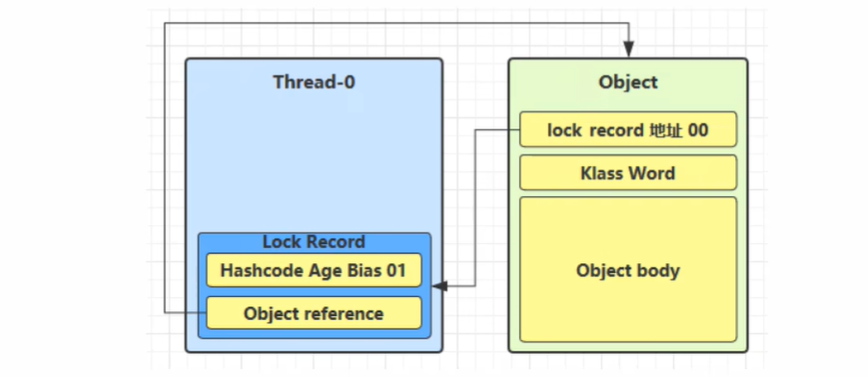 Thread-0
Lock Record
Hashcode Age Bias 01
Object reference
Object
lock record 地址 00
Klass Word
Object body